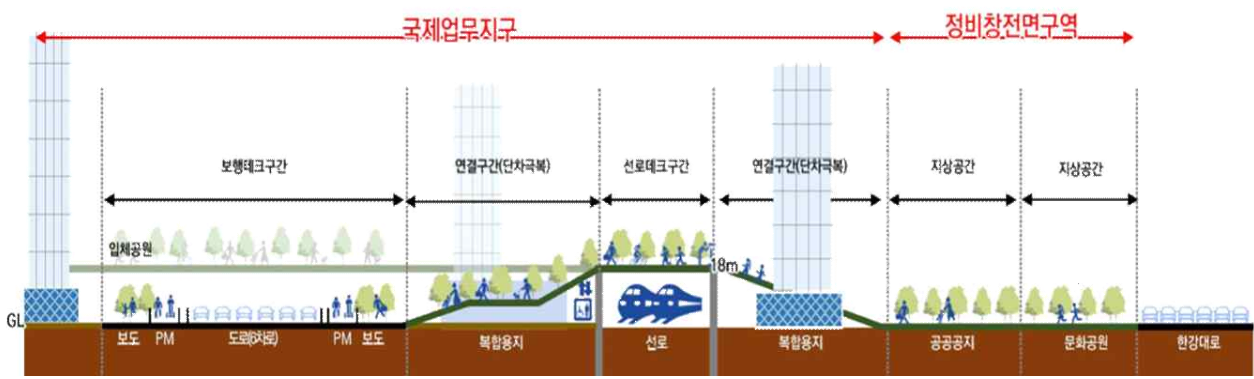 국제업무지구
정비창전면구역
보행데크구간
연결구간(단차극복)
선로데크구간
연결구간(단차극복)
지상공간
지상공간
입체공원
18m
GL
보도
PM
도로(6차로)
PM
보도
복합용지
선로
복합용지
공공공지
문화공원
한강대로